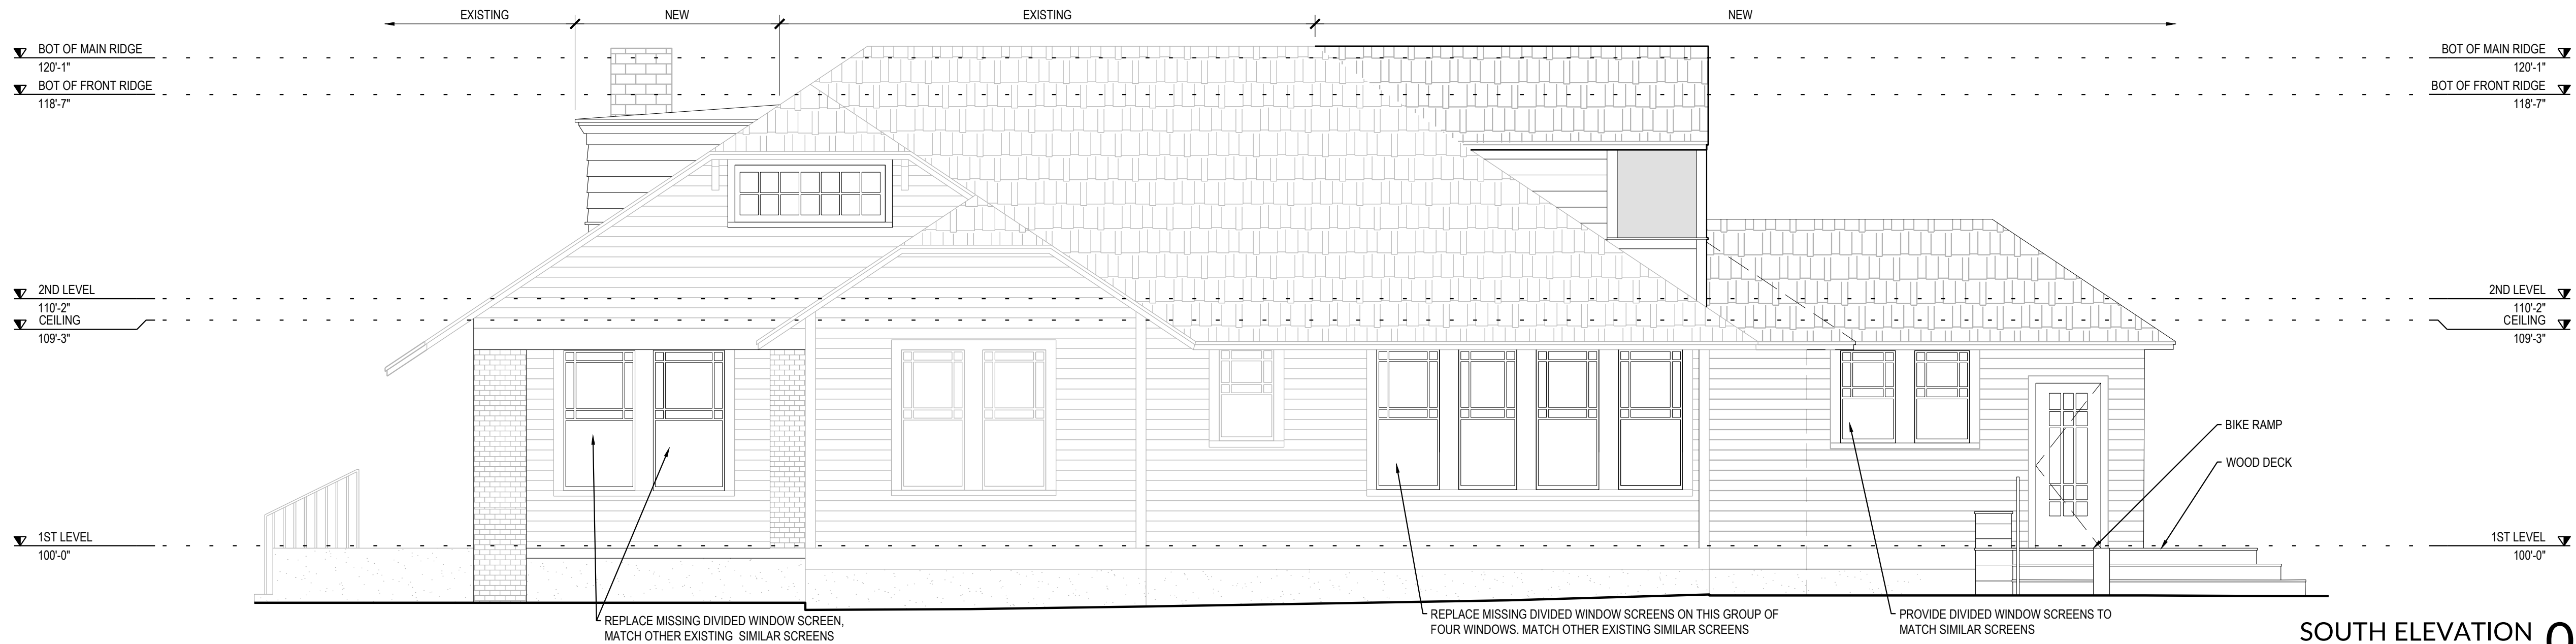 EXISTING
NEW
EXISTING
NEW
BOT OF MAIN RIDGE
120'-1"
BOT OF FRONT RIDGE
118'-7"
2ND LEVEL
110'-2"
CEILING
109'-3"
1ST LEVEL
100'-0"
BOT OF MAIN RIDGE
120'-1"
BOT OF FRONT RIDGE
118'-7"
2ND LEVEL
110'-2"
CEILING
109'-3"
BIKE RAMP
WOOD DECK
1ST LEVEL
100'-0"
REPLACE MISSING DIVIDED WINDOW SCREEN,
MATCH OTHER EXISTING SIMILAR SCREENS
REPLACE MISSING DIVIDED WINDOW SCREENS ON THIS GROUP OF
FOUR WINDOWS. MATCH OTHER EXISTING SIMILAR SCREENS
PROVIDE DIVIDED WINDOW SCREENS TO
MATCH SIMILAR SCREENS
SOUTH ELEVATION